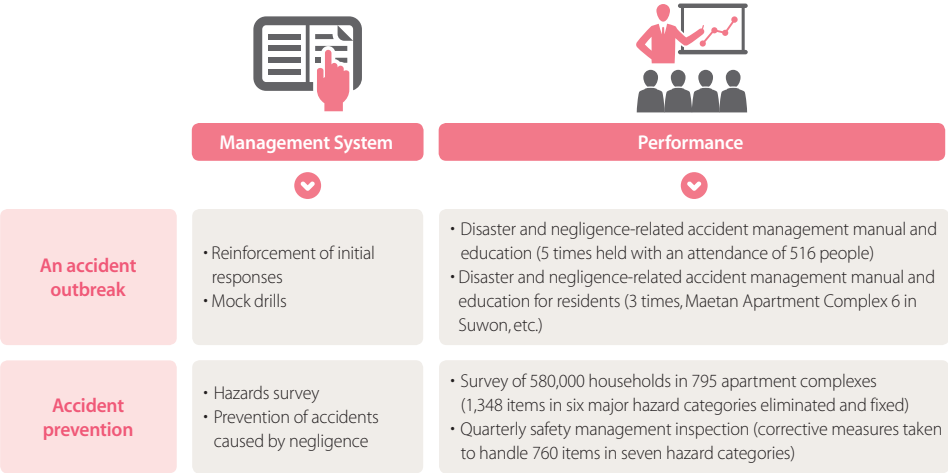 Management System
Performance
An accident
outbreak
• Reinforcement of initial
responses
• Mock drills
• Disaster and negligence-related accident management manual and
education (5 times held with an attendance of 516 people)
• Disaster and negligence-related accident management manual and
education for residents (3 times, Maetan Apartment Complex 6 in
Suwon, etc.)
Accident
prevention
• Hazards survey
• Prevention of accidents
caused by negligence
• Survey of 580,000 households in 795 apartment complexes
(1,348 items in six major hazard categories eliminated and fixed)
• Quarterly safety management inspection (corrective measures taken
to handle 760 items in seven hazard categories)